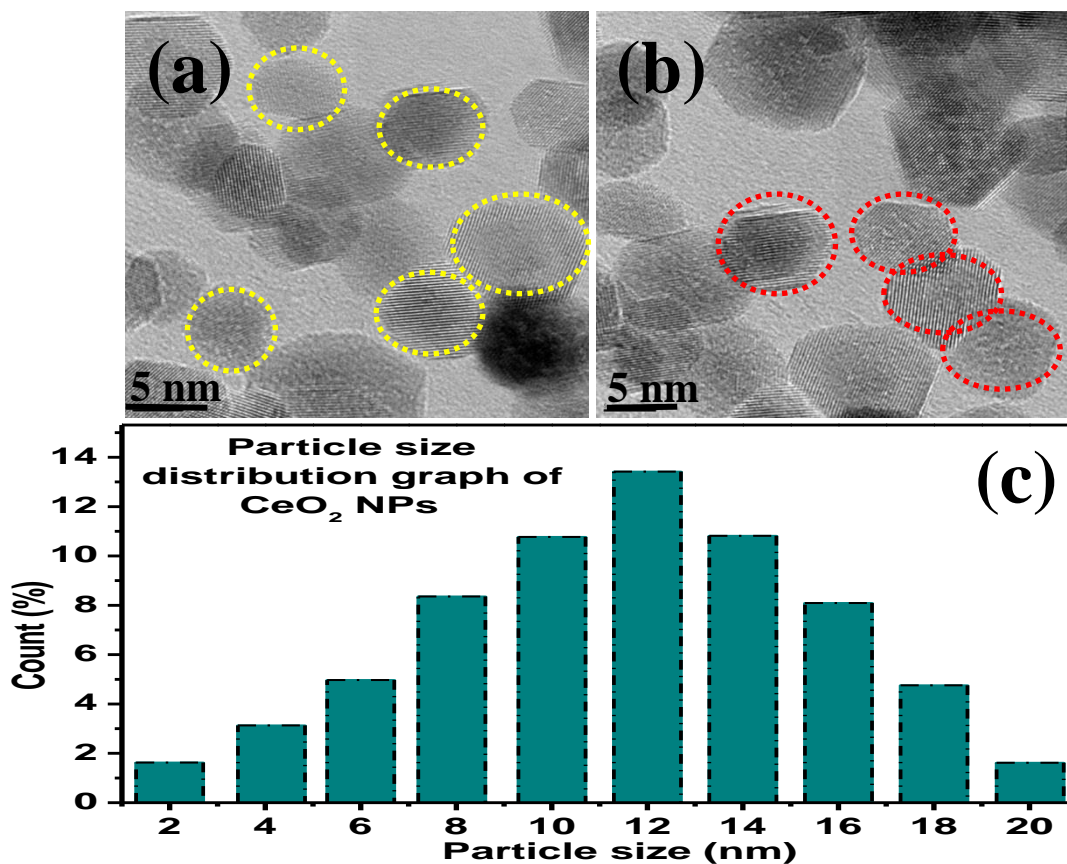 (a)
(b)
5 nm
5 nm
Particle size
distribution graph of
CeO₂ NPs
(c)
14
12
10
8
6
4
2
0
Count (%)
2 4 6 8 10 12 14 16 18 20
Particle size (nm)